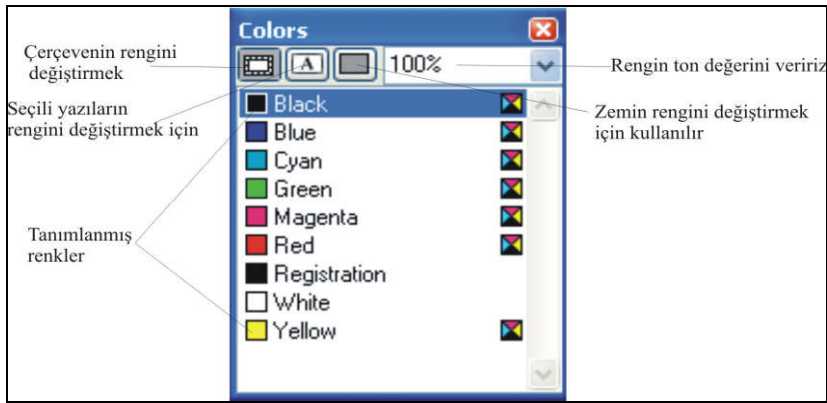 Colors
Çerçevenin rengini
değiştirmek
A
100%
Rengin ton değerini veririz
Seçili yazıların
rengini değiştirmek için
Zemin rengini değiştirmek
için kullanılır
Black
Blue
Cyan
Green
Magenta
Red
Registration
White
Yellow
Tanımlanmış
renkler